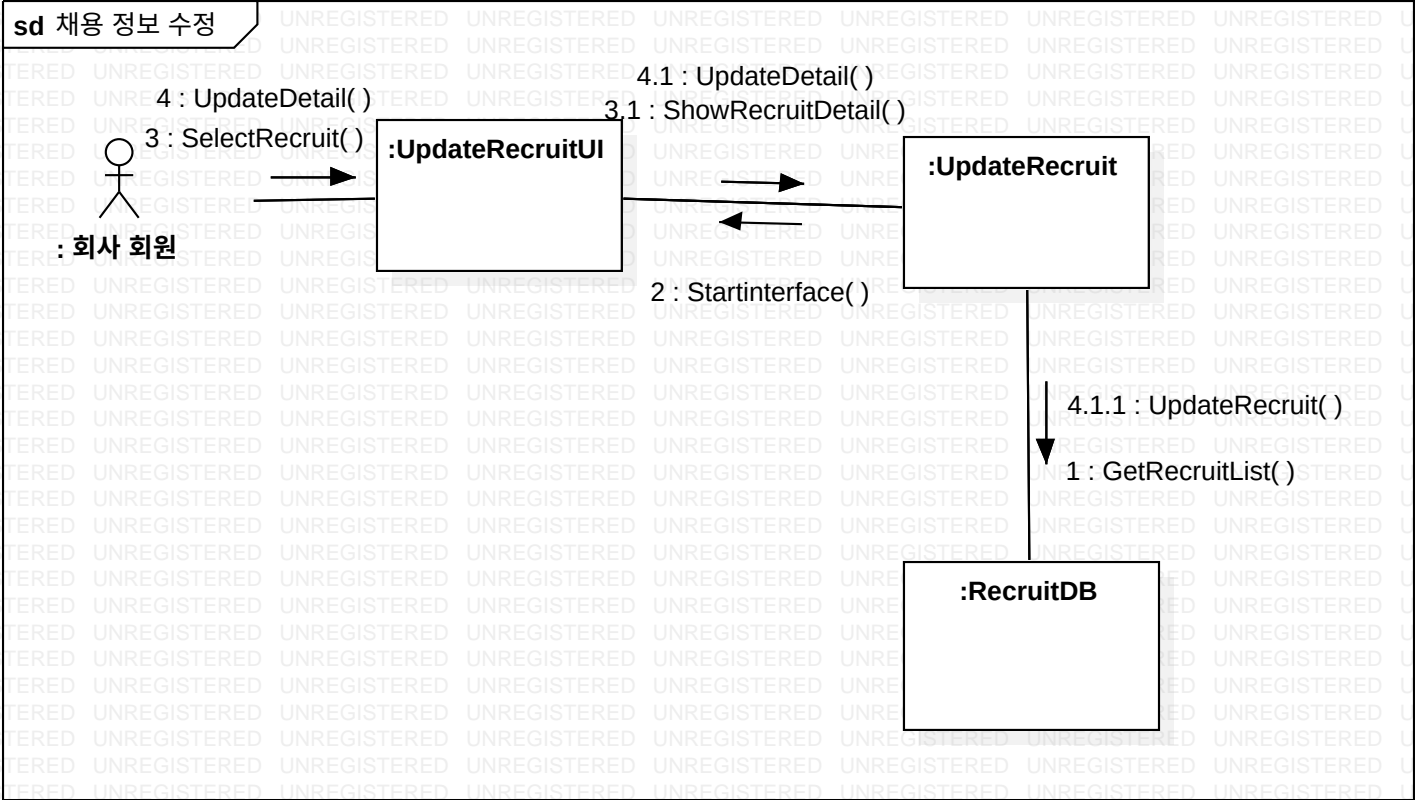 sd 채용 정보 수정
4.1 : UpdateDetail( )
4 : UpdateDetail( )
3.1 : ShowRecruitDetail( )
3 : SelectRecruit( )
:UpdateRecruitUI
:UpdateRecruit
: 회사 회원
2 : Startinterface( )
4.1.1 : UpdateRecruit( )
1 : GetRecruitList( )
:RecruitDB
UNREGISTERED